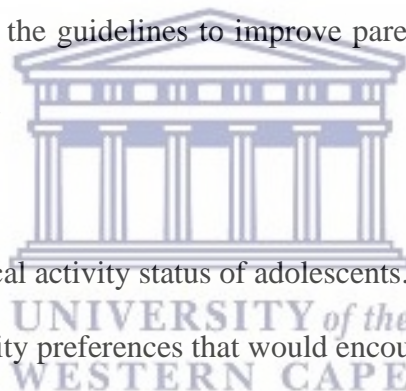 the guidelines to improve pare
cal activity status of adolescents.
UNIVERSITY of the
ity preferences that would encou
WESTERN CAPE